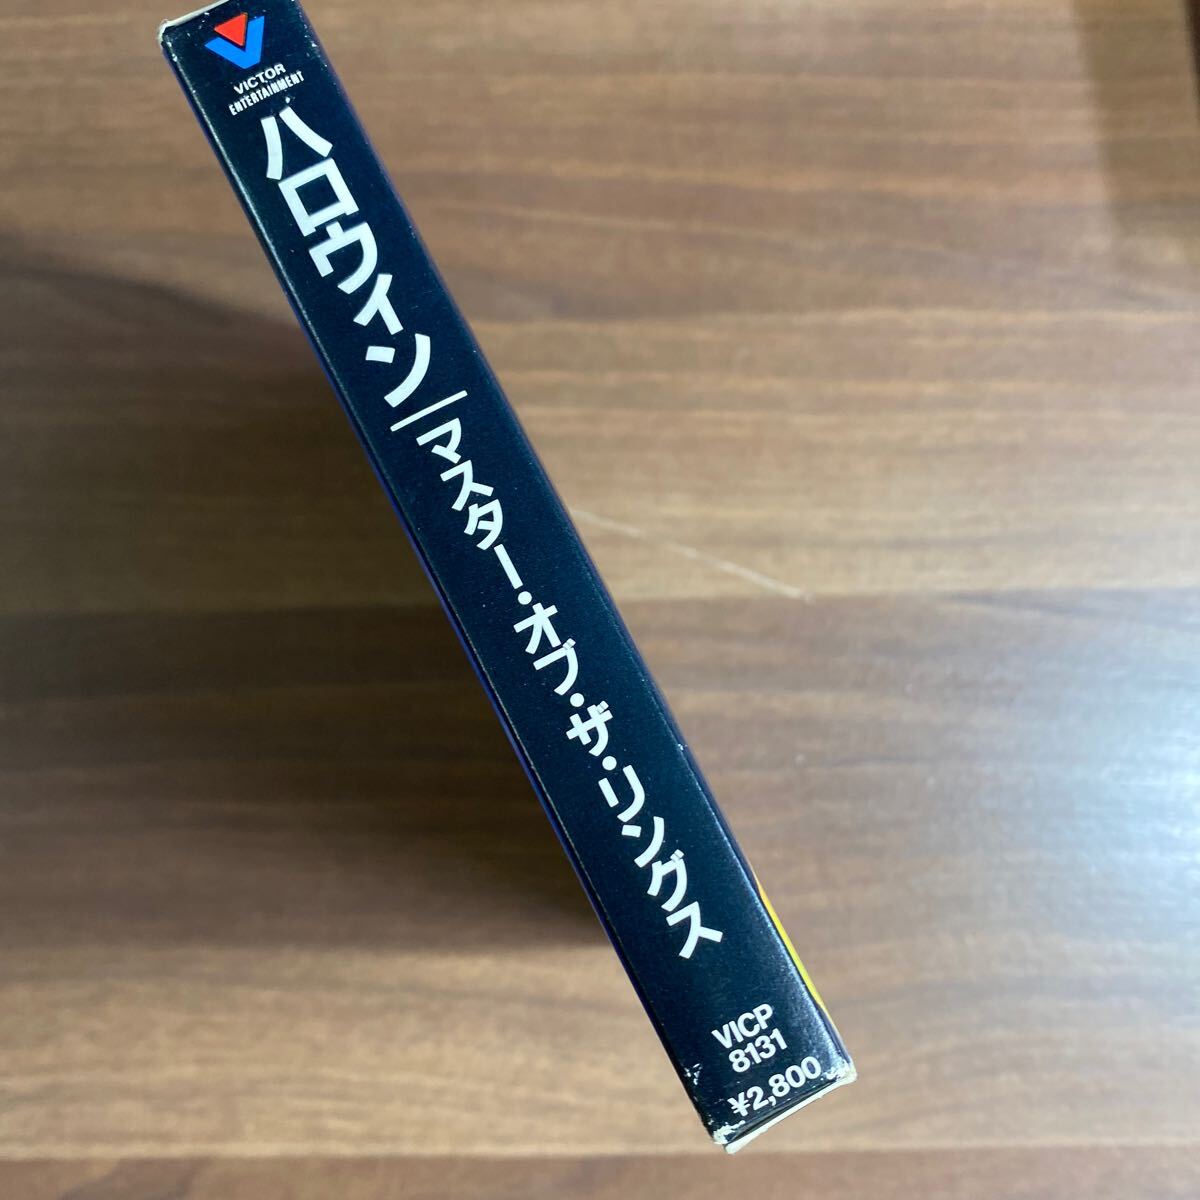 VICTOR
ENTERTAINMENT
ハロウィン
マスター・オブ・ザ・リングス
VICP
8131
¥2,800